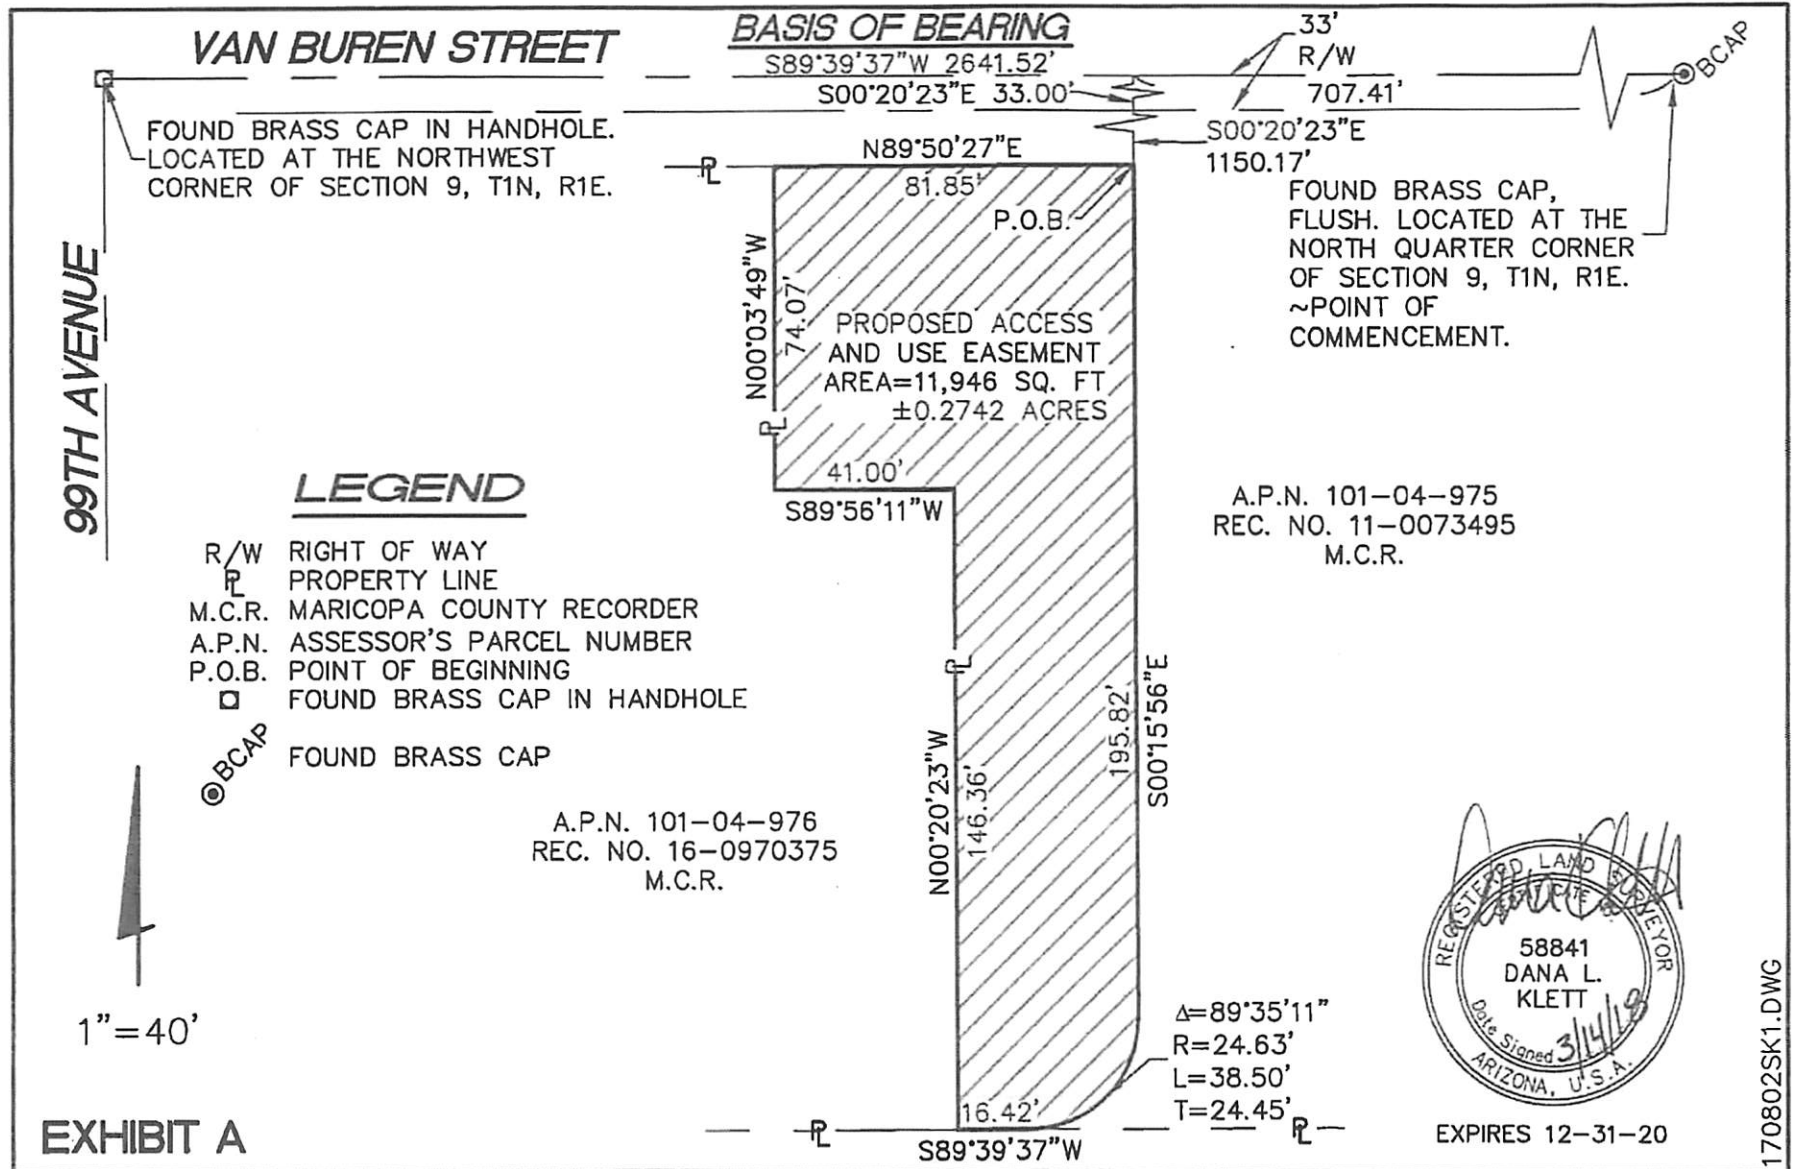 VAN BUREN STREET
BASIS OF BEARING
S89°39'37"W 2641.52'
S00°20'23"E 33.00'
33'
R/W
707.41'
BCAP
FOUND BRASS CAP IN HANDHOLE.
LOCATED AT THE NORTHWEST
CORNER OF SECTION 9, T1N, R1E.
N89°50'27"E
81.85'
P.O.B.
S00°20'23"E
1150.17'
FOUND BRASS CAP,
FLUSH. LOCATED AT THE
NORTH QUARTER CORNER
OF SECTION 9, T1N, R1E.
~POINT OF
COMMENCEMENT.
99TH AVENUE
PL
N00°03'49"W
74.07'
PROPOSED ACCESS
AND USE EASEMENT
AREA=11,946 SQ. FT
±0.2742 ACRES
PL
41.00'
S89°56'11"W
A.P.N. 101-04-975
REC. NO. 11-0073495
M.C.R.
LEGEND
R/W RIGHT OF WAY
PL PROPERTY LINE
M.C.R. MARICOPA COUNTY RECORDER
A.P.N. ASSESSOR'S PARCEL NUMBER
P.O.B. POINT OF BEGINNING
FOUND BRASS CAP IN HANDHOLE
BCAP FOUND BRASS CAP
PL
N00°20'23"W
146.36'
195.82'
S00°15'56"E
A.P.N. 101-04-976
REC. NO. 16-0970375
M.C.R.
1"=40'
Δ=89°35'11"
R=24.63'
L=38.50'
T=24.45'
16.42'
PL
S89°39'37"W
PL
REGISTERED LAND SURVEYOR
58841
DANA L.
KLETT
Date Signed 3/14/18
ARIZONA, U.S.A.
EXPIRES 12-31-20
EXHIBIT A
170802SK1.DWG